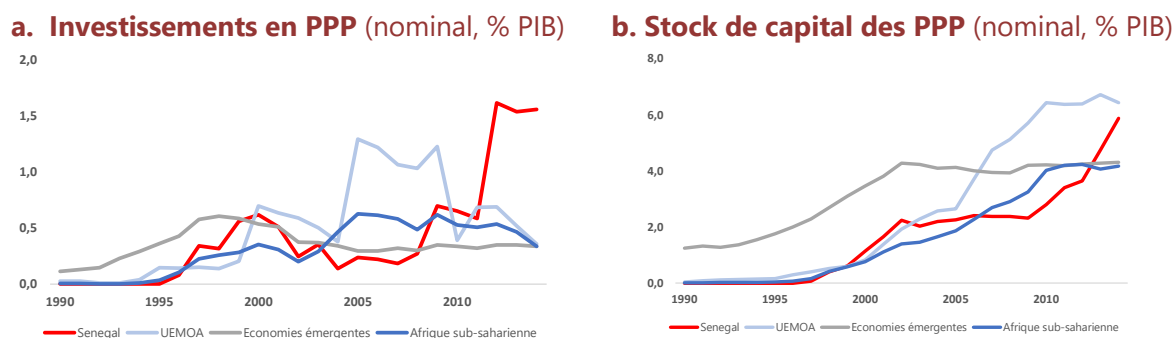 a. Investissements en PPP (nominal, % PIB)
2,0
1,5
1,0
0,5
0,0
1990 1995 2000 2005 2010
Senegal UEMOA Economies émergentes Afrique sub-saharienne
b. Stock de capital des PPP (nominal, % PIB)
8,0
6,0
4,0
2,0
0,0
1990 1995 2000 2005 2010
Senegal UEMOA Economies émergentes Afrique sub-saharienne